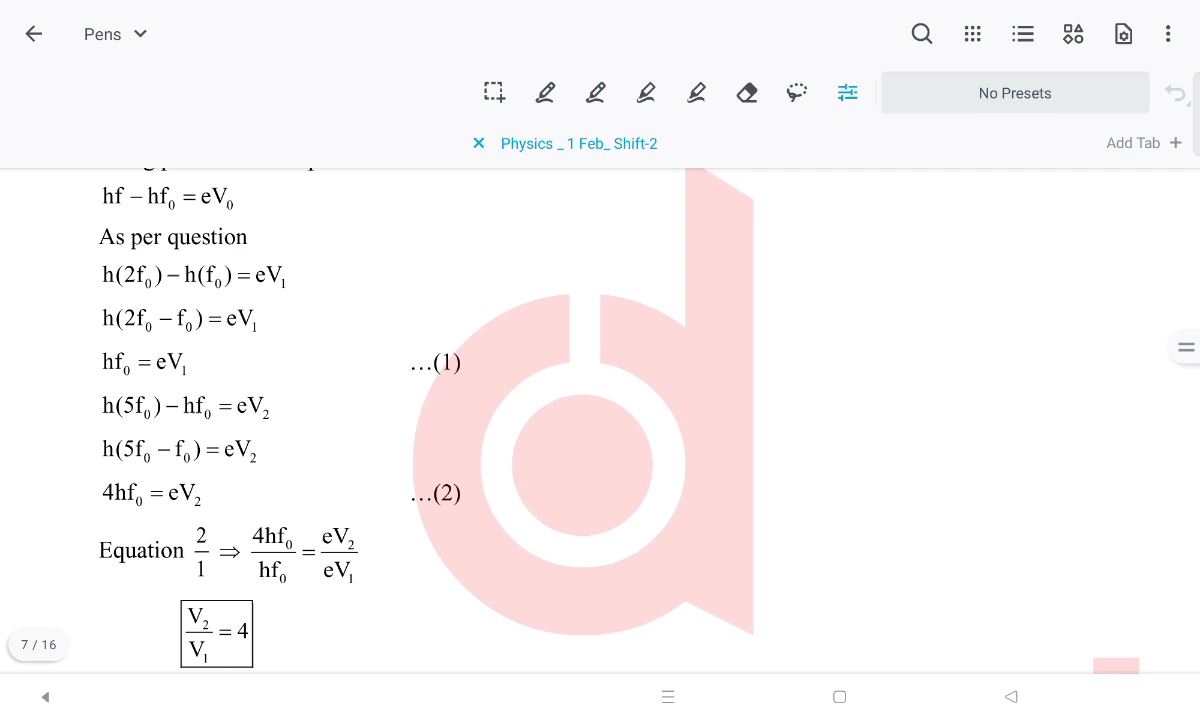 Pens
No Presets
Physics _ 1 Feb_ Shift-2
Add Tab +
hf – hf₀ = eV₀
As per question
h(2f₀) – h(f₀) = eV₁
h(2f₀ – f₀) = eV₁
hf₀ = eV₁ …(1)
h(5f₀) – hf₀ = eV₂
h(5f₀ – f₀) = eV₂
4hf₀ = eV₂ …(2)
Equation 2/1 ⇒ 4hf₀/hf₀ = eV₂/eV₁
V₂/V₁ = 4
7 / 16